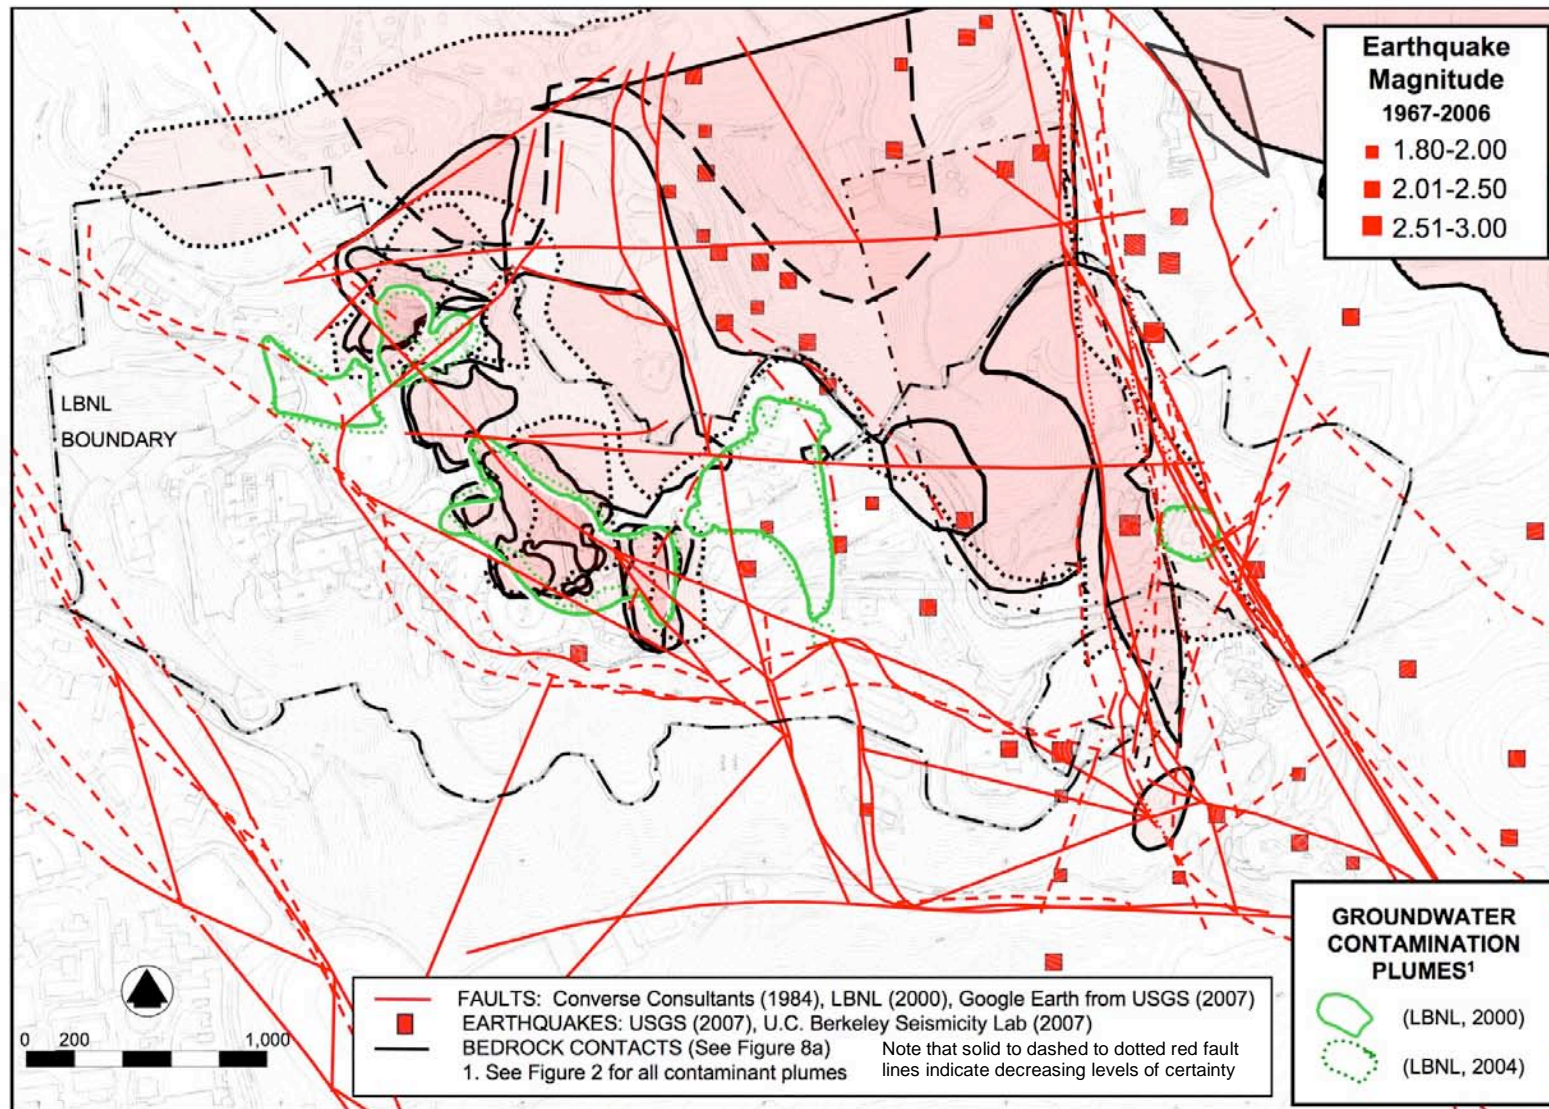 Earthquake
Magnitude
1967-2006
1.80-2.00
2.01-2.50
2.51-3.00
LBNL
BOUNDARY
GROUNDWATER
CONTAMINATION
PLUMES¹
(LBNL, 2000)
(LBNL, 2004)
0 200 1,000
FAULTS: Converse Consultants (1984), LBNL (2000), Google Earth from USGS (2007)
EARTHQUAKES: USGS (2007), U.C. Berkeley Seismicity Lab (2007)
BEDROCK CONTACTS (See Figure 8a)
1. See Figure 2 for all contaminant plumes
Note that solid to dashed to dotted red fault
lines indicate decreasing levels of certainty